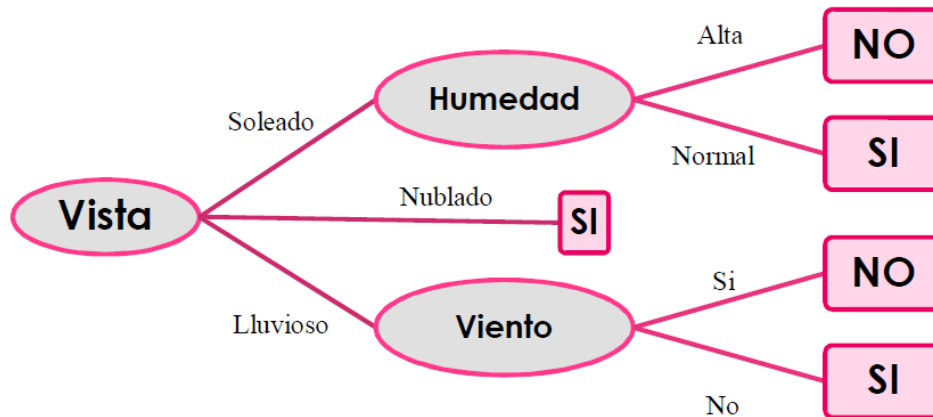 Alta
NO
Humedad
Soleado
Normal
SI
Nublado
Vista
SI
Si
NO
Lluvioso
Viento
SI
No